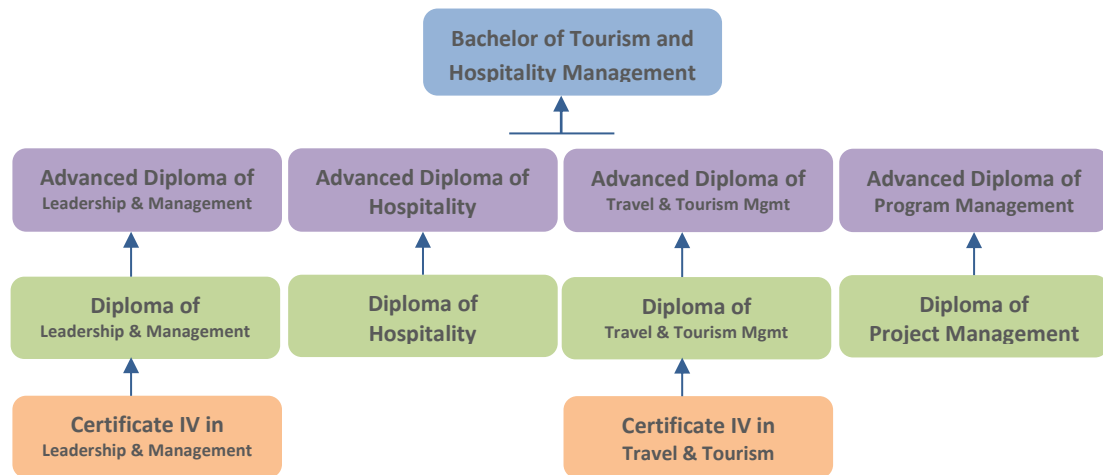 Bachelor of Tourism and
Hospitality Management
Advanced Diploma of
Leadership & Management
Advanced Diploma of
Hospitality
Advanced Diploma of
Travel & Tourism Mgmt
Advanced Diploma of
Program Management
Diploma of
Leadership & Management
Diploma of
Hospitality
Diploma of
Travel & Tourism Mgmt
Diploma of
Project Management
Certificate IV in
Leadership & Management
Certificate IV in
Travel & Tourism